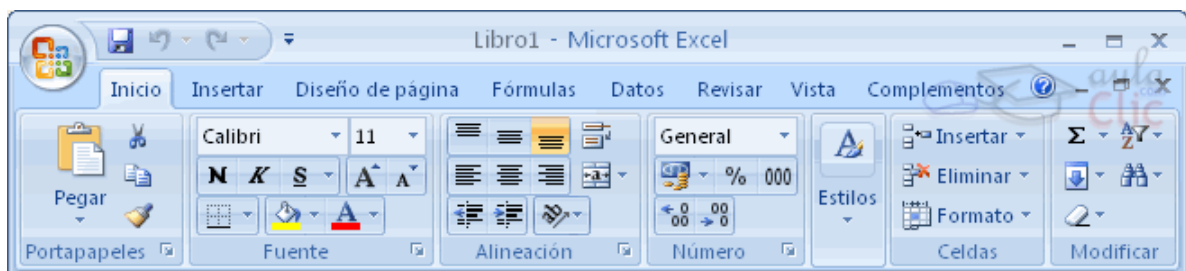 Libro1 - Microsoft Excel
Inicio Insertar Diseño de página Fórmulas Datos Revisar Vista Complementos
aula
Clic
Calibri 11 General Insertar Σ
N K S A A % 000 Eliminar
Pegar Estilos Formato
Portapapeles Fuente Alineación Número Celdas Modificar